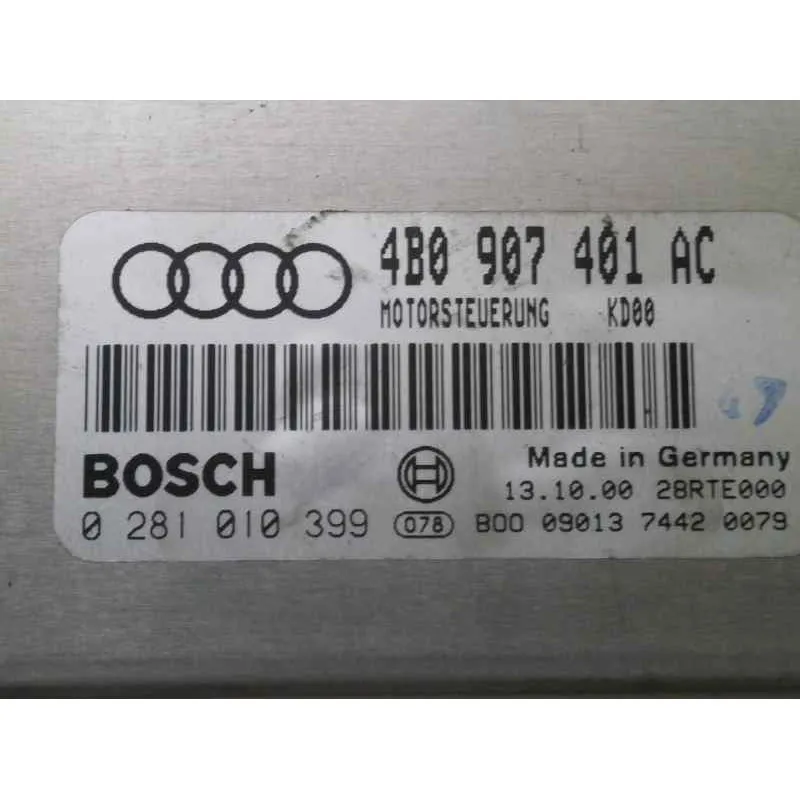 4B0 907 401 AC
MOTORSTEUERUNG KD00
BOSCH
Made in Germany
13.10.00 28RTE000
0 281 010 399 078 B00 09013 7442 0079